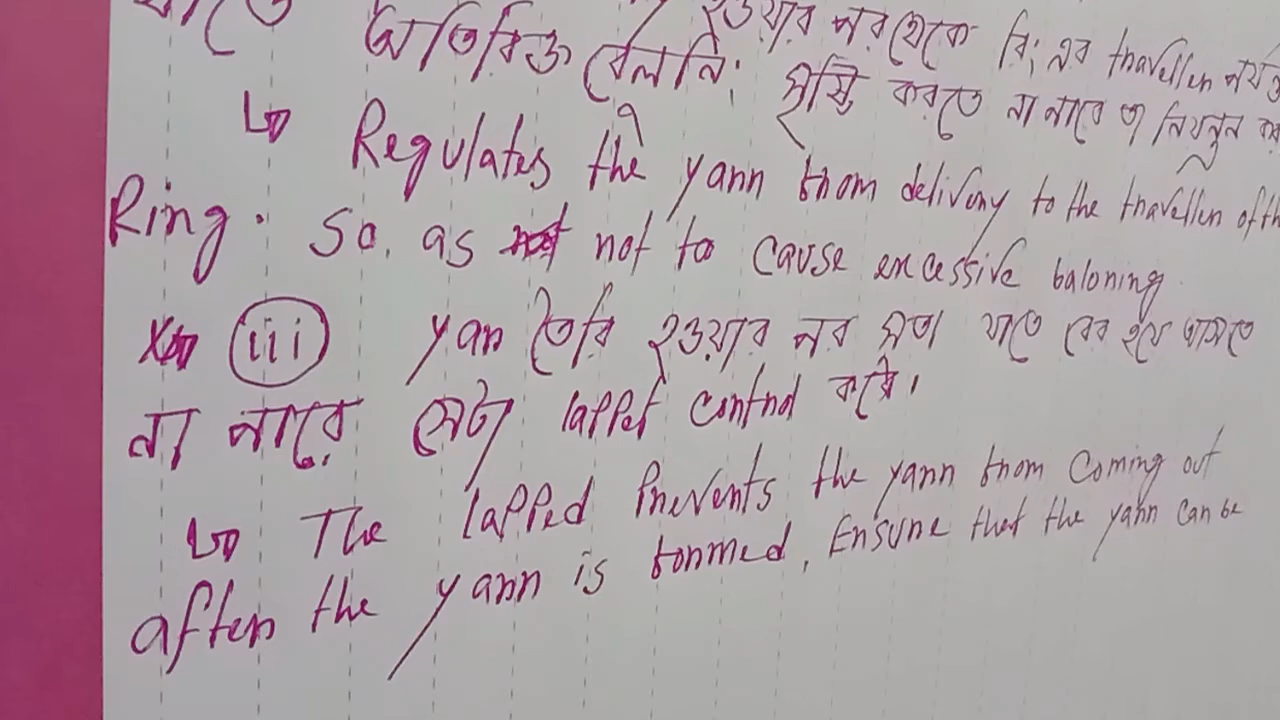 যাতে
হওয়ার পর থেকে রিং এর traveller পর্যন্ত
অতিরিক্ত বেলুনিং সৃষ্টি করতে না পারে তা নিয়ন্ত্রন
↳ Regulates the yarn from delivery to the traveller of the
Ring. So, as not to cause excessive baloning.
iii yan তৈরি হওয়ার পর সুতা যাতে বের হয়ে আসতে
না পারে সেটা lappet control করে।
↳ The lapped Prevents the yarn from coming out
after the yarn is formed, Ensure that the yarn can be